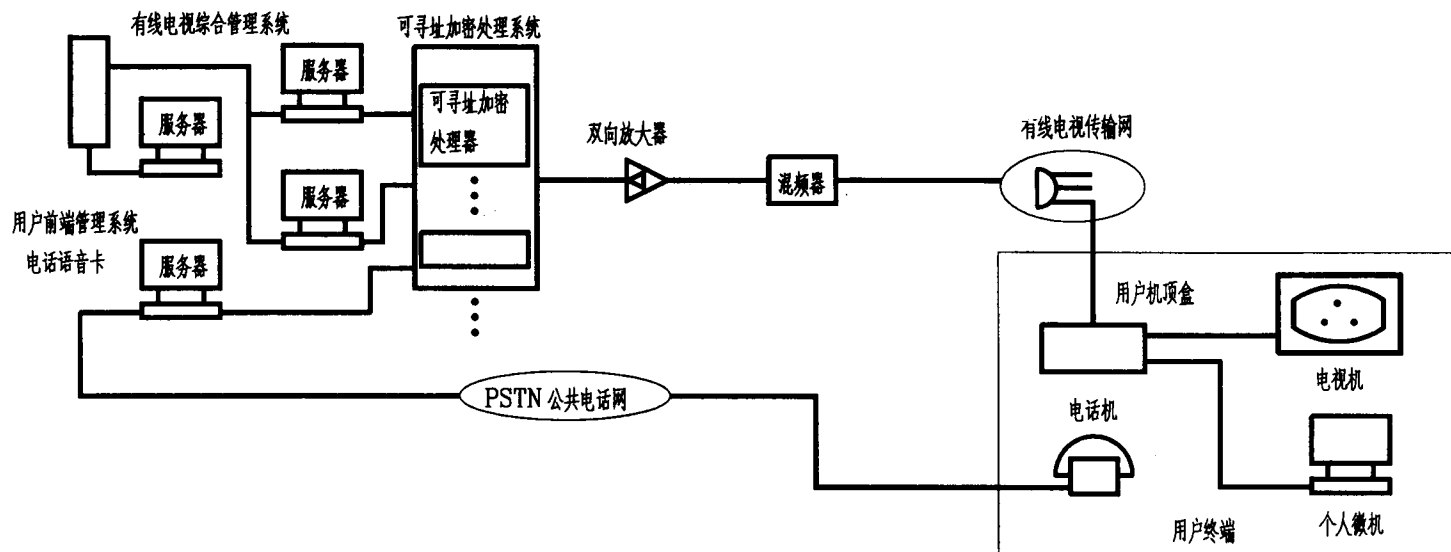 有线电视综合管理系统
可寻址加密处理系统
服务器
服务器
可寻址加密
处理器
双向放大器
混频器
有线电视传输网
服务器
用户前端管理系统
电话语音卡
服务器
用户机顶盒
电视机
PSTN 公共电话网
电话机
用户终端
个人微机